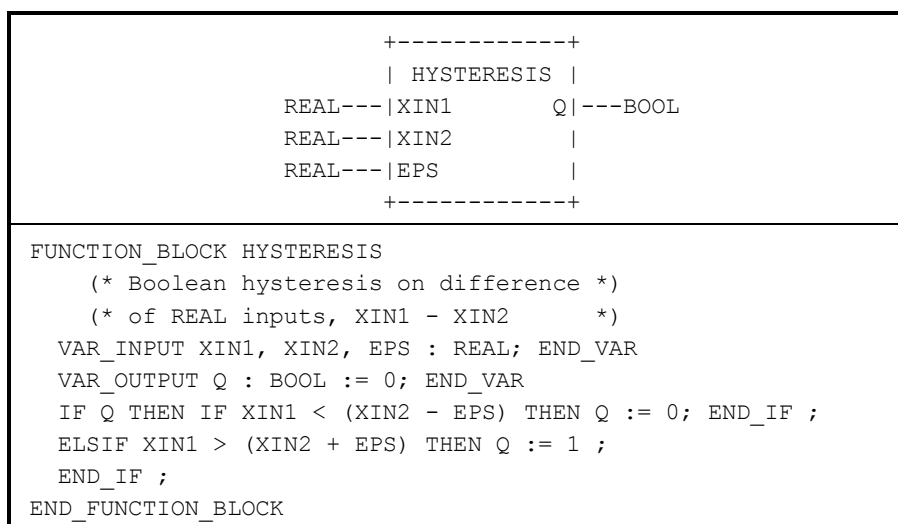 +------------+
| HYSTERESIS |
REAL---|XIN1 Q|---BOOL
REAL---|XIN2 |
REAL---|EPS |
+------------+
FUNCTION_BLOCK HYSTERESIS
(* Boolean hysteresis on difference *)
(* of REAL inputs, XIN1 - XIN2 *)
VAR_INPUT XIN1, XIN2, EPS : REAL; END_VAR
VAR_OUTPUT Q : BOOL := 0; END_VAR
IF Q THEN IF XIN1 < (XIN2 - EPS) THEN Q := 0; END_IF ;
ELSIF XIN1 > (XIN2 + EPS) THEN Q := 1 ;
END_IF ;
END_FUNCTION_BLOCK